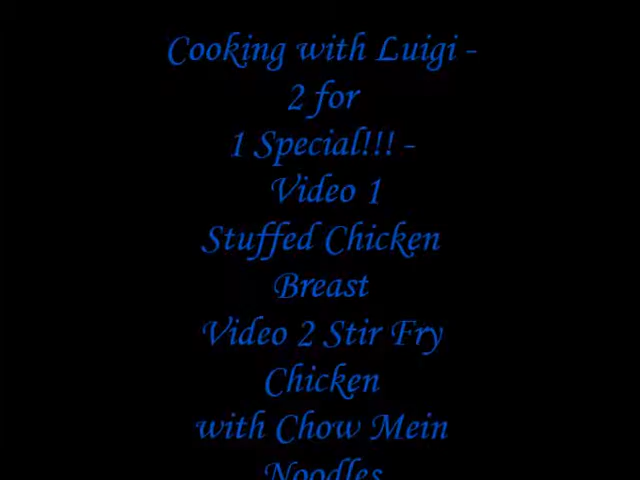 Cooking with Luigi -
2 for
1 Special!!! -
Video 1
Stuffed Chicken
Breast
Video 2 Stir Fry
Chicken
with Chow Mein
Noodles